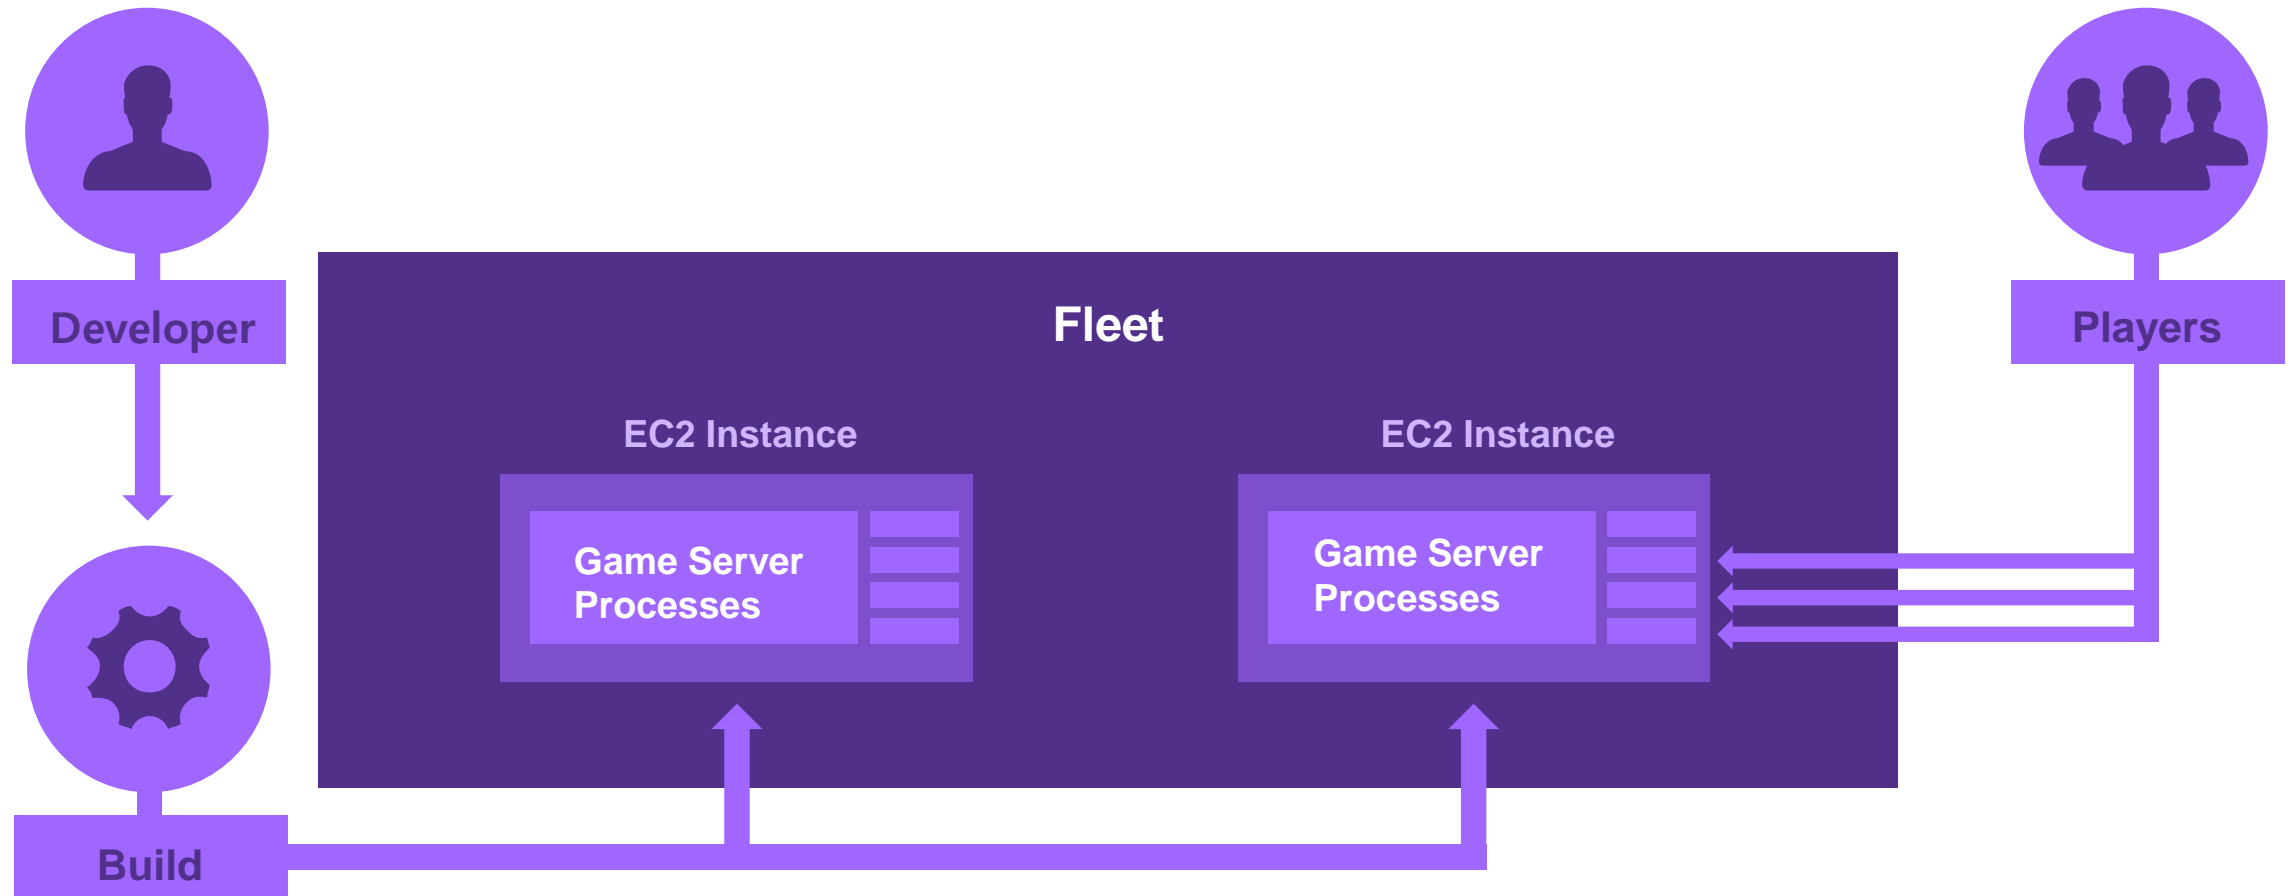 Developer
Fleet
Players
EC2 Instance
EC2 Instance
Game Server
Processes
Game Server
Processes
Build